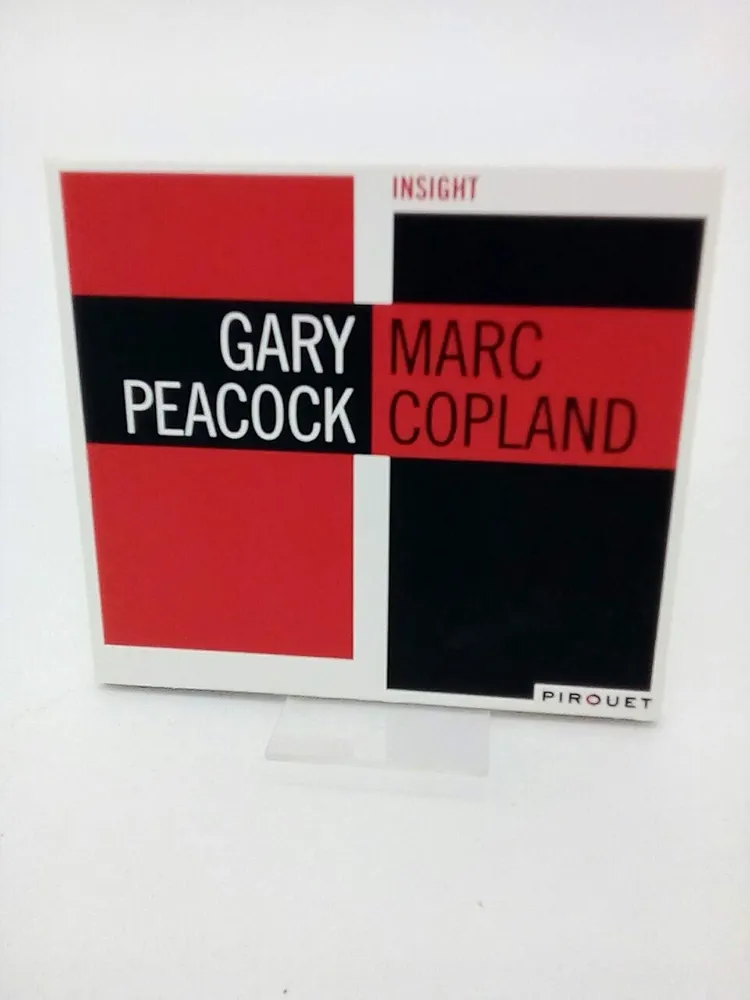 INSIGHT
GARY
PEACOCK
MARC
COPLAND
PIROUET